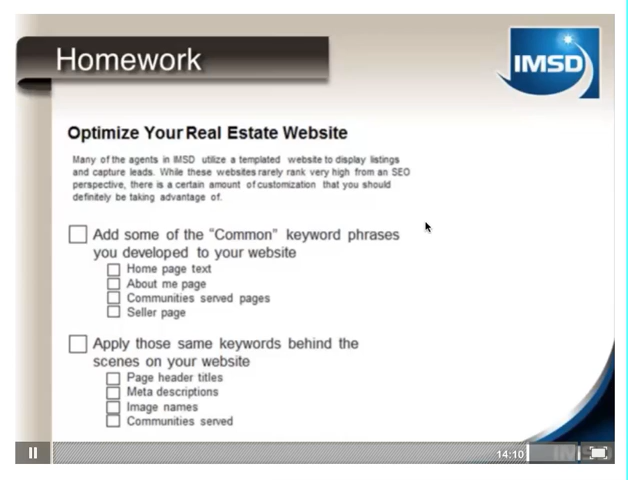 Homework
IMSD
Optimize Your Real Estate Website
Many of the agents in IMSD utilize a templated website to display listings
and capture leads. While these websites rarely rank very high from an SEO
perspective, there is a certain amount of customization that you should
definitely be taking advantage of.
Add some of the "Common" keyword phrases
you developed to your website
Home page text
About me page
Communities served pages
Seller page
Apply those same keywords behind the
scenes on your website
Page header titles
Meta descriptions
Image names
Communities served
14:10